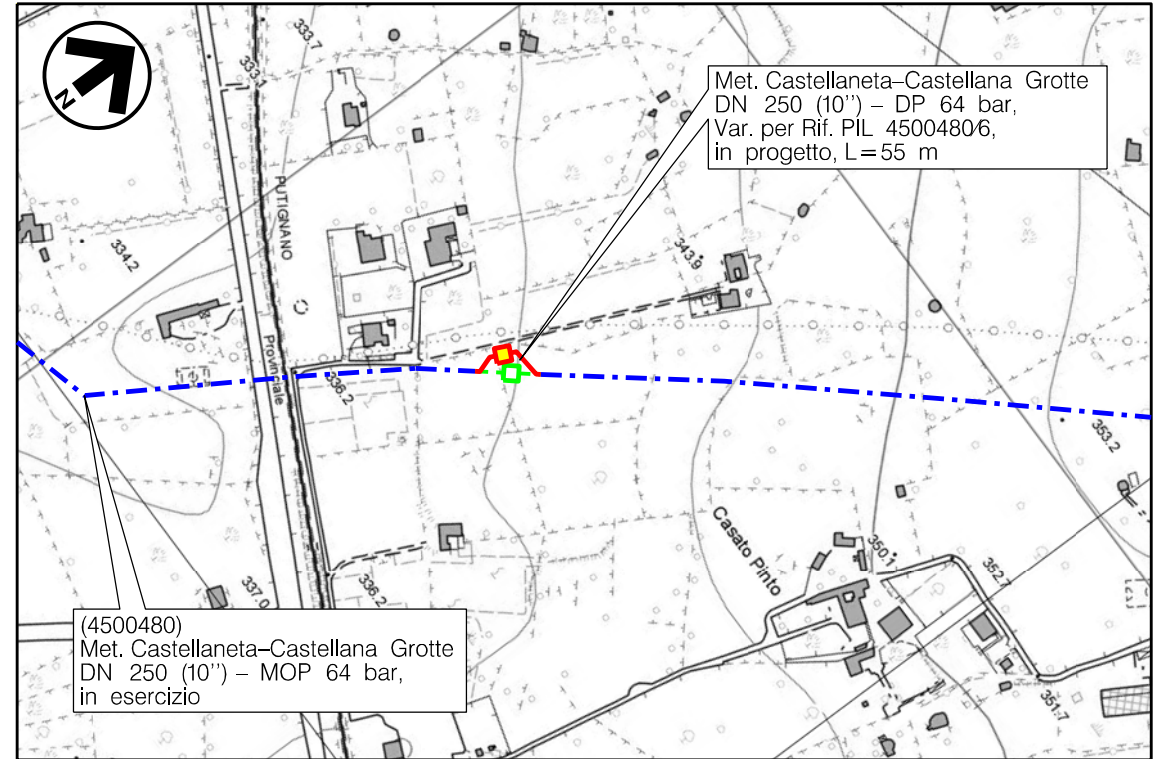 N
333.7
333.1
Met. Castellaneta–Castellana Grotte
DN 250 (10'') – DP 64 bar,
Var. per Rif. PIL 4500480/6,
in progetto, L=55 m
PUTIGNANO
334.2
343.9
Provinciale
336.2
353.2
Casato Pinto
350.1
352.7
337.0
336.2
351.7
(4500480)
Met. Castellaneta–Castellana Grotte
DN 250 (10'') – MOP 64 bar,
in esercizio